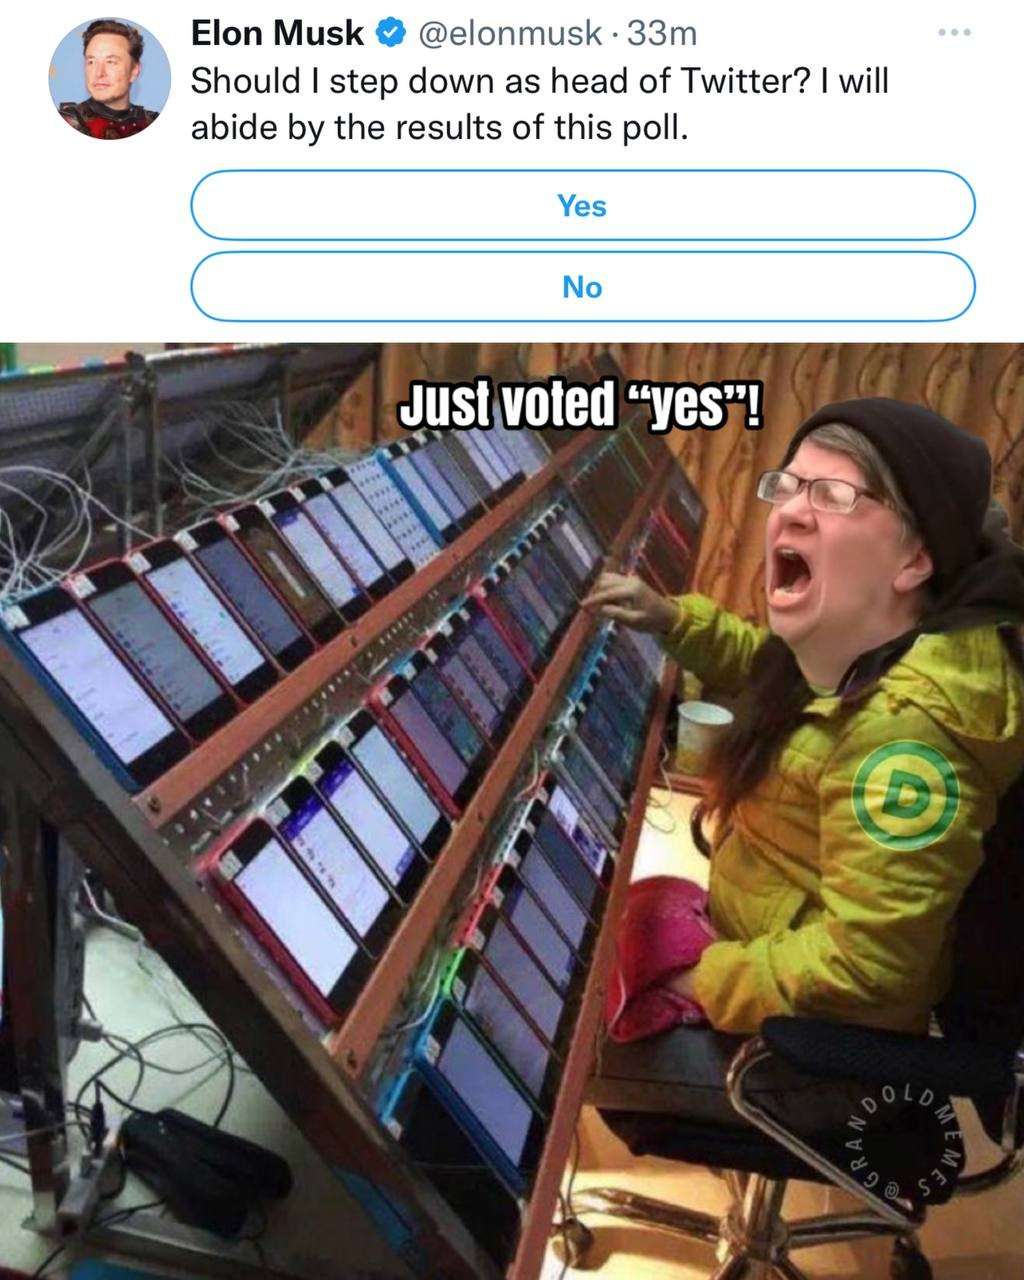 Elon Musk @elonmusk · 33m
Should I step down as head of Twitter? I will
abide by the results of this poll.
Yes
No
Just voted “yes”!
D
@GRANDOLDMEMES